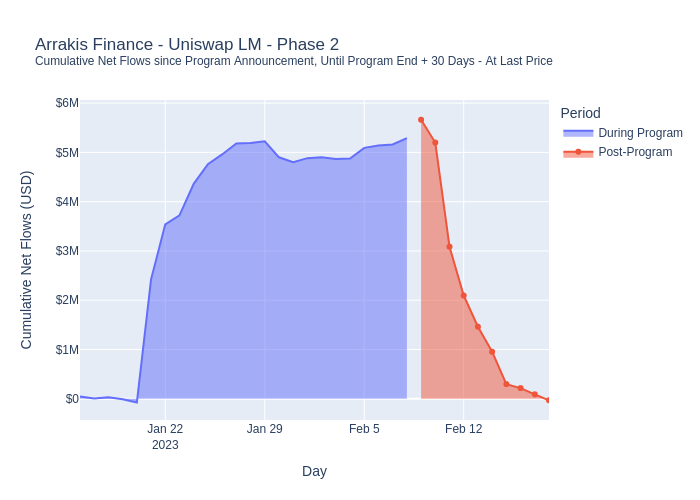 Arrakis Finance - Uniswap LM - Phase 2
Cumulative Net Flows since Program Announcement, Until Program End + 30 Days - At Last Price
Period
During Program
Post-Program
Cumulative Net Flows (USD)
$6M
$5M
$4M
$3M
$2M
$1M
$0
Jan 22
2023
Jan 29
Feb 5
Feb 12
Day